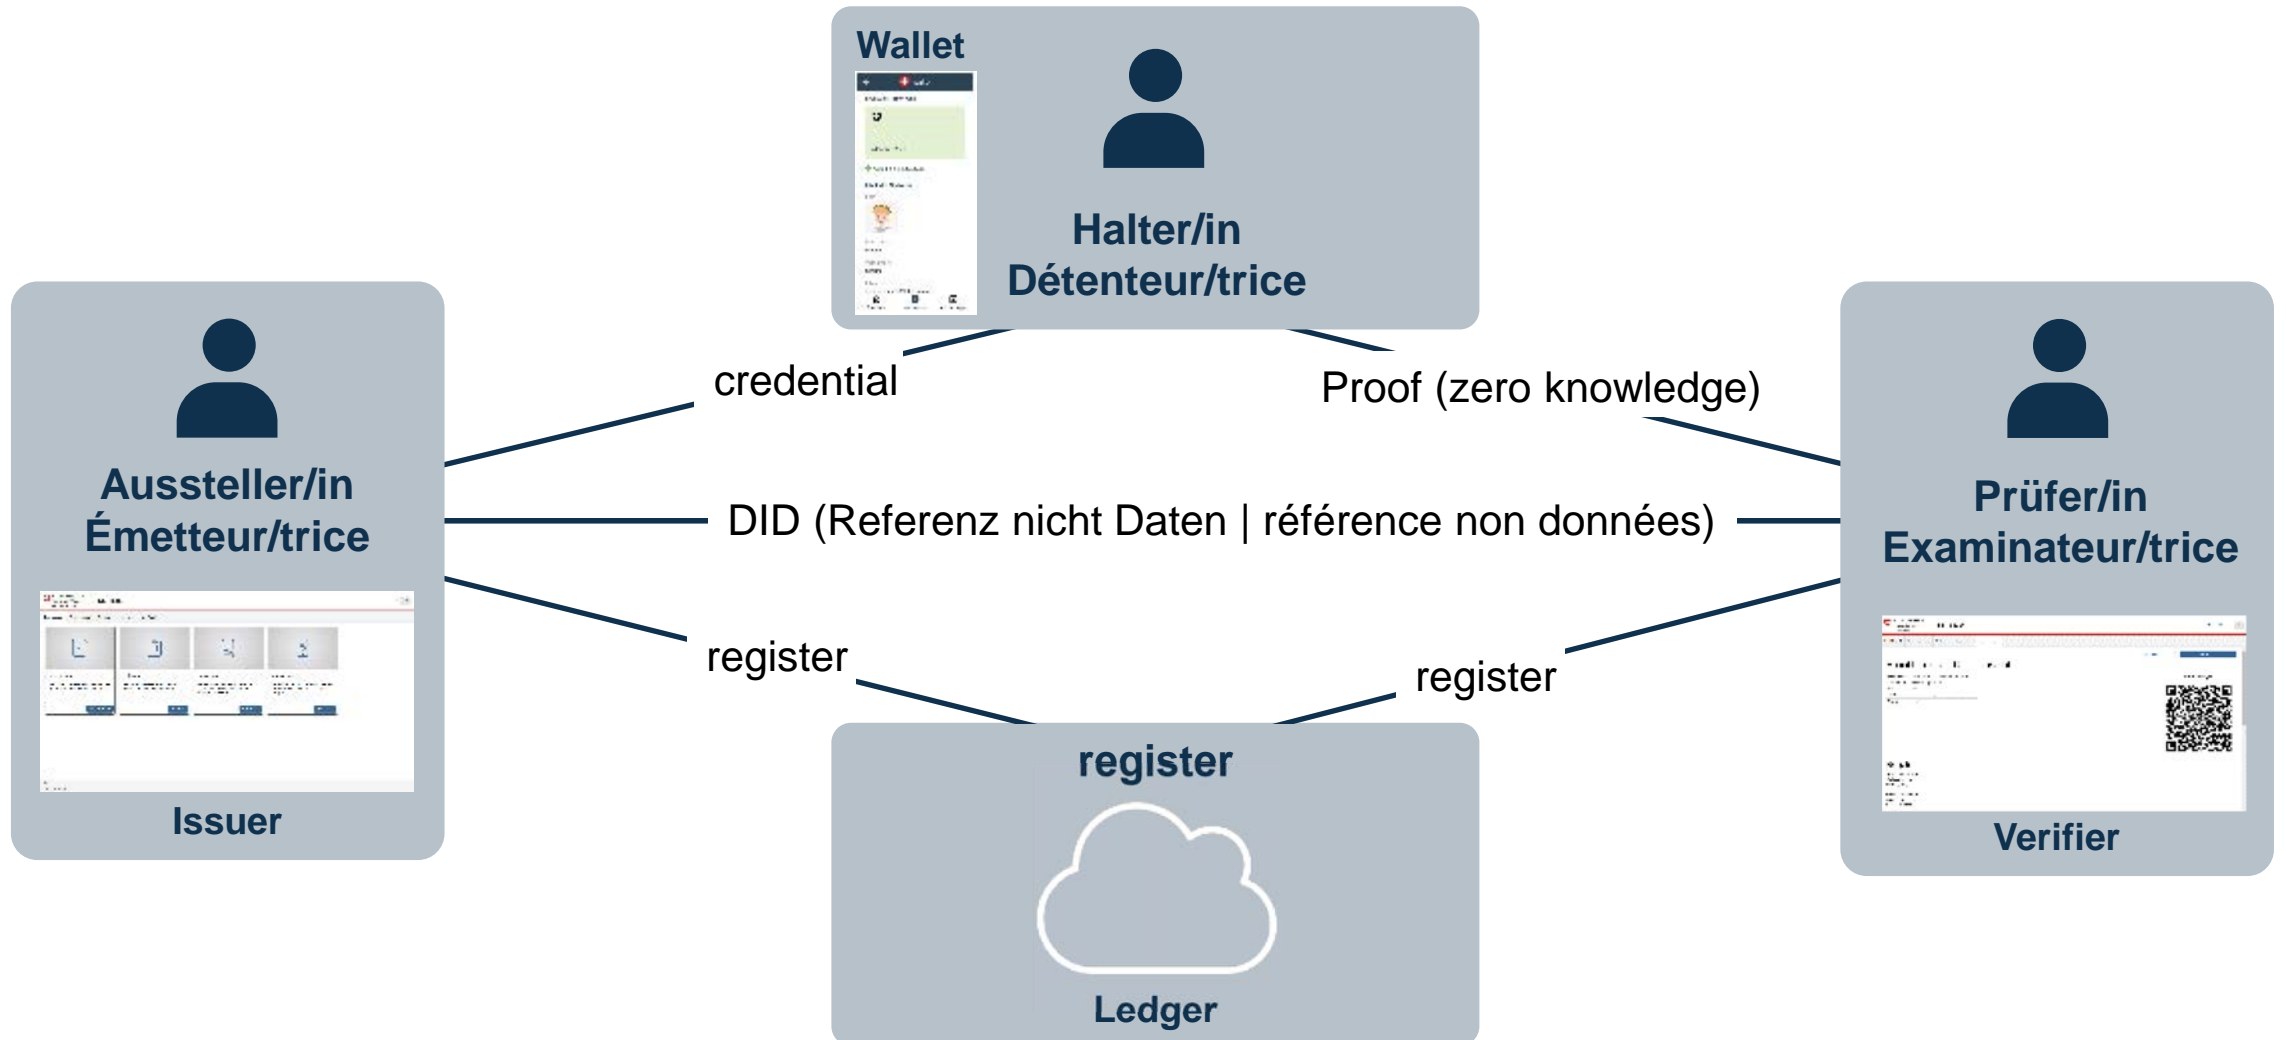 Wallet
Halter/in
Détenteur/trice
credential
Proof (zero knowledge)
Aussteller/in
Émetteur/trice
Issuer
DID (Referenz nicht Daten | référence non données)
Prüfer/in
Examinateur/trice
Verifier
register
register
register
Ledger